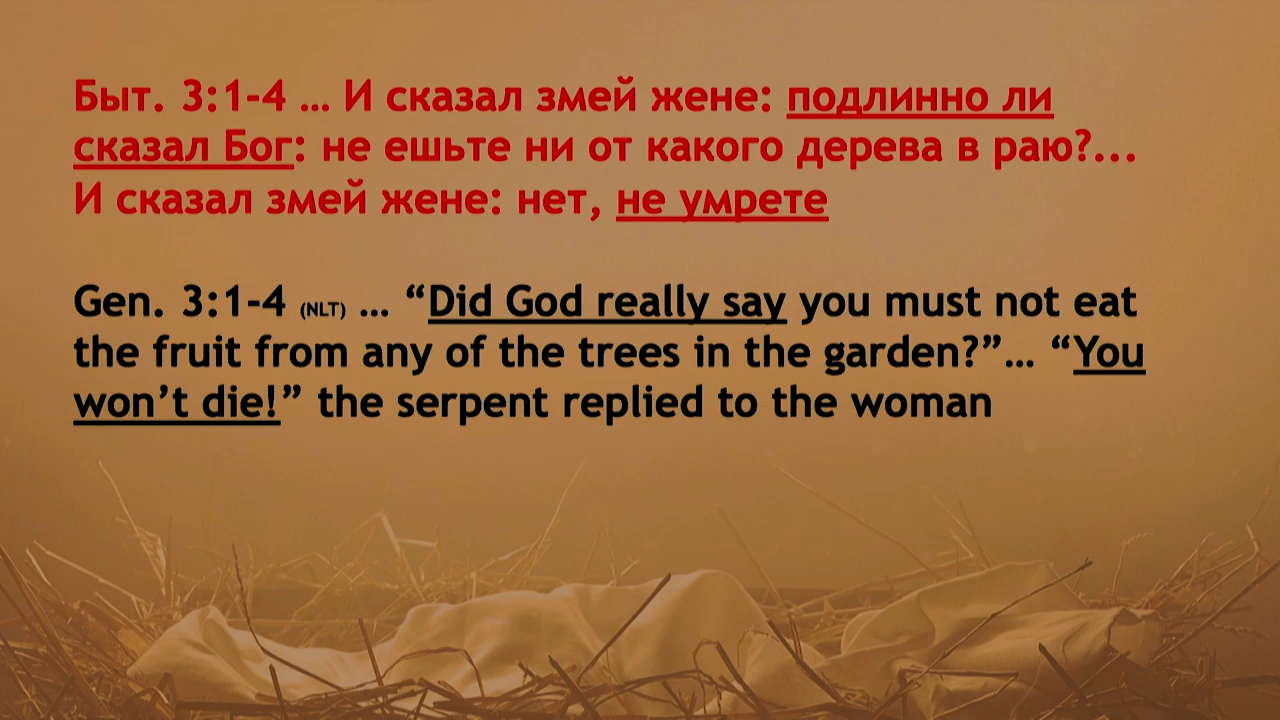 Быт. 3:1-4 … И сказал змей жене: подлинно ли
сказал Бог: не ешьте ни от какого дерева в раю?...
И сказал змей жене: нет, не умрете
Gen. 3:1-4 (NLT) … “Did God really say you must not eat
the fruit from any of the trees in the garden?”… “You
won’t die!” the serpent replied to the woman